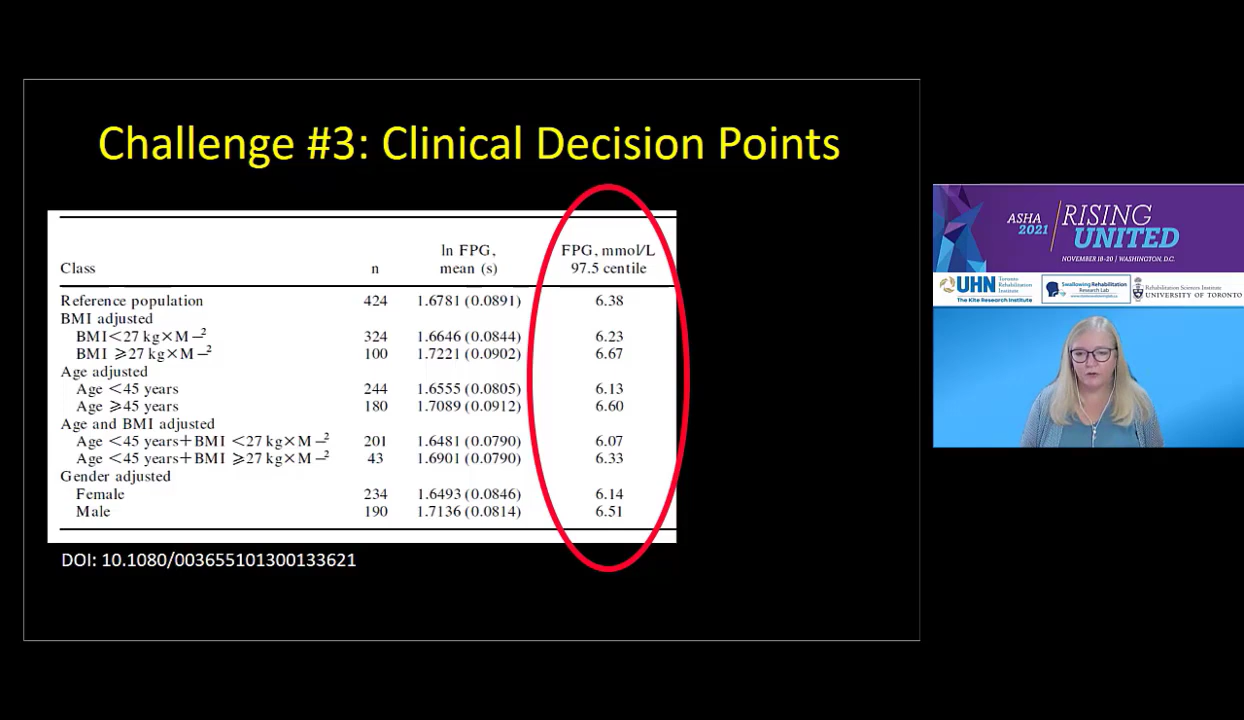 Challenge #3: Clinical Decision Points
Class n ln FPG, mean (s) FPG, mmol/L 97.5 centile
Reference population 424 1.6781 (0.0891) 6.38
BMI adjusted
BMI<27 kg×M−² 324 1.6646 (0.0844) 6.23
BMI ⩾27 kg×M−² 100 1.7221 (0.0902) 6.67
Age adjusted
Age <45 years 244 1.6555 (0.0805) 6.13
Age ⩾45 years 180 1.7089 (0.0912) 6.60
Age and BMI adjusted
Age <45 years+BMI <27 kg×M−² 201 1.6481 (0.0790) 6.07
Age <45 years+BMI ⩾27 kg×M−² 43 1.6901 (0.0790) 6.33
Gender adjusted
Female 234 1.6493 (0.0846) 6.14
Male 190 1.7136 (0.0814) 6.51
DOI: 10.1080/003655101300133621
ASHA 2021
RISING
UNITED
NOVEMBER 18-20 / WASHINGTON, D.C.
UHN
Toronto
Rehabilitation
Institute
The Kite Research Institute
Swallowing Rehabilitation
Research Lab
Rehabilitation Sciences Institute
UNIVERSITY OF TORONTO